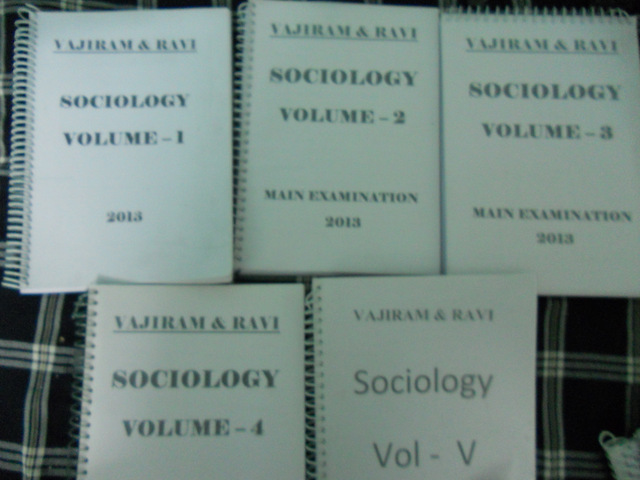 VAJIRAM & RAVI
SOCIOLOGY
VOLUME – 1
2013
VAJIRAM & RAVI
SOCIOLOGY
VOLUME – 2
MAIN EXAMINATION
2013
VAJIRAM & RAVI
SOCIOLOGY
VOLUME – 3
MAIN EXAMINATION
2013
VAJIRAM & RAVI
SOCIOLOGY
VOLUME – 4
VAJIRAM & RAVI
Sociology
Vol - V